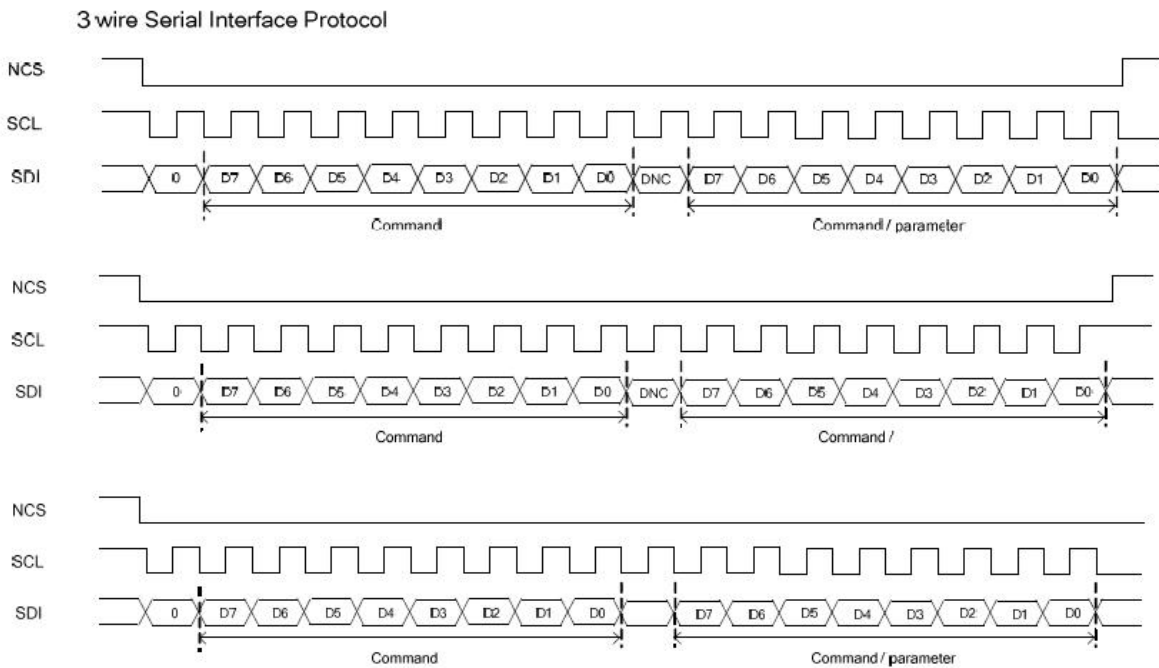 3 wire Serial Interface Protocol
NCS
SCL
SDI 0 D7 D6 D5 D4 D3 D2 D1 D0 DNC D7 D6 D5 D4 D3 D2 D1 D0
Command Command / parameter
NCS
SCL
SDI 0 D7 D6 D5 D4 D3 D2 D1 D0 DNC D7 D6 D5 D4 D3 D2 D1 D0
Command Command /
NCS
SCL
SDI 0 D7 D6 D5 D4 D3 D2 D1 D0 D7 D6 D5 D4 D3 D2 D1 D0
Command Command / parameter